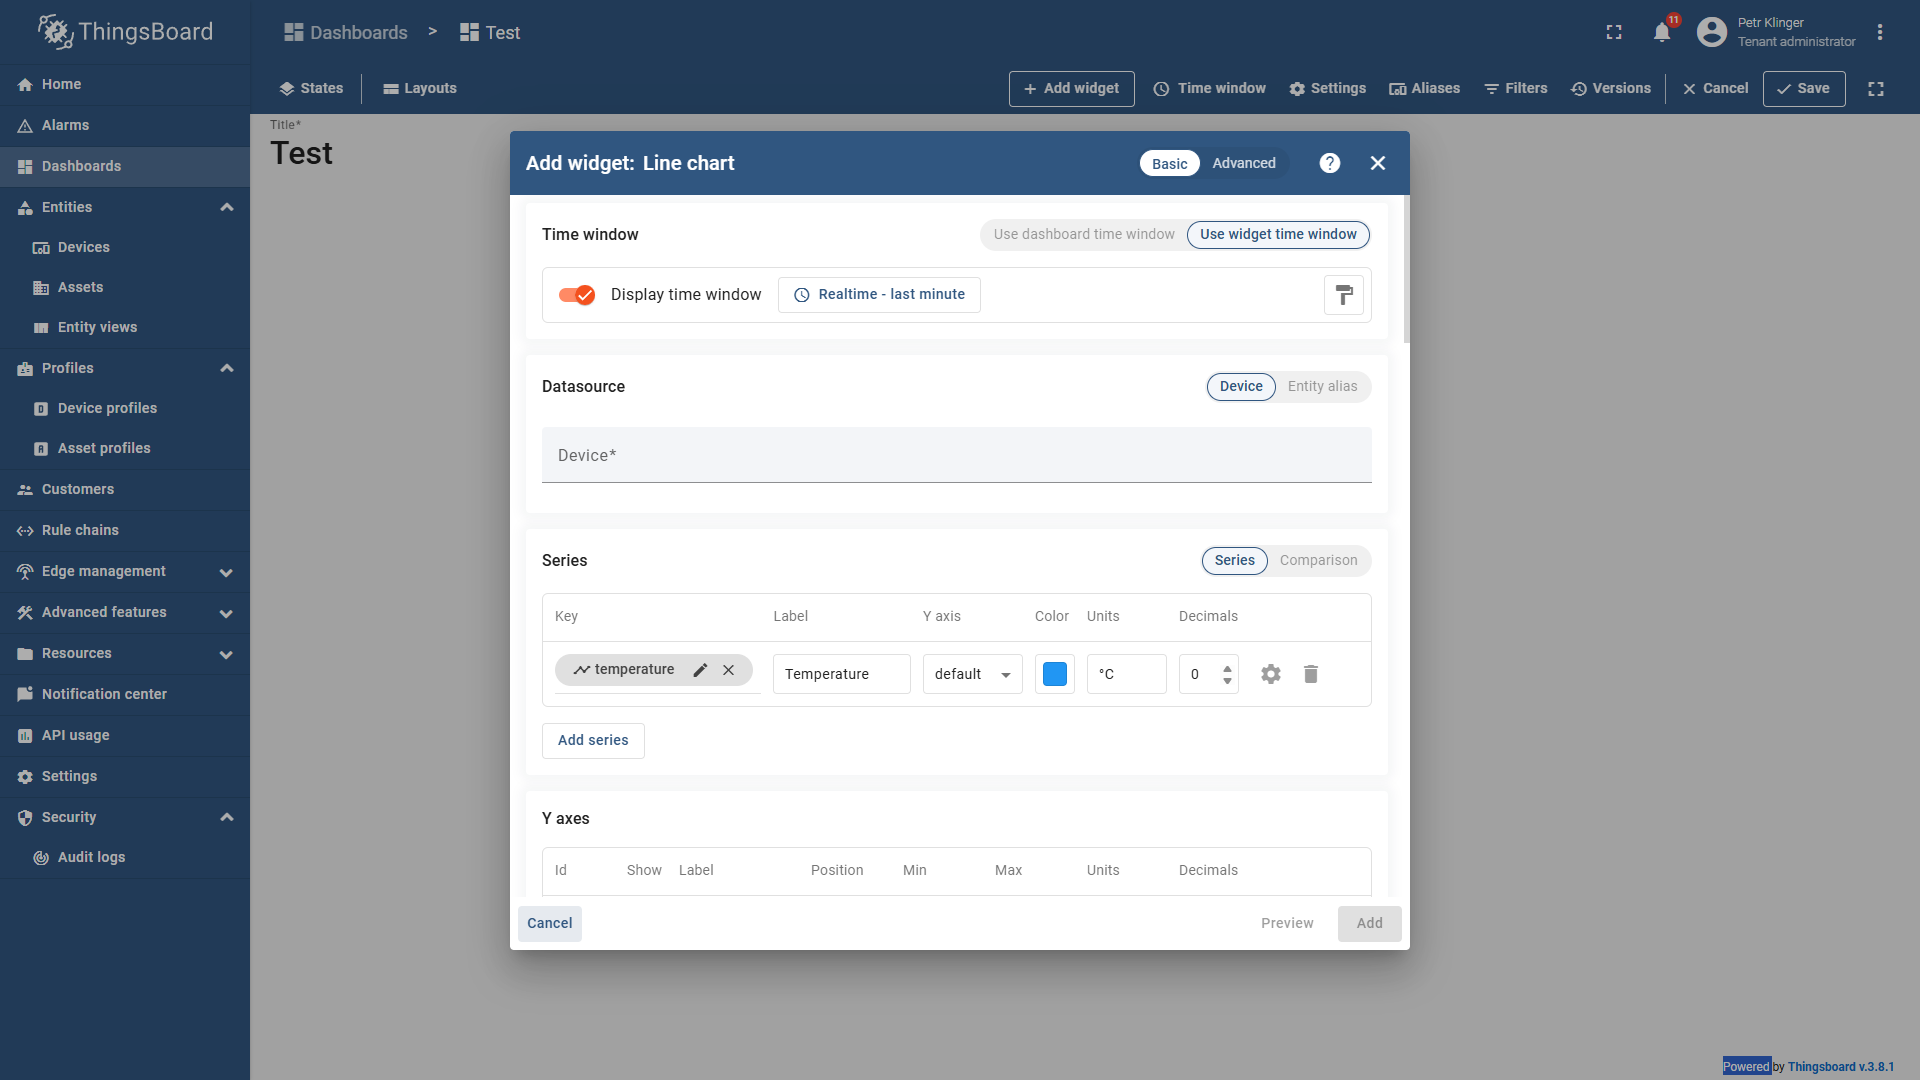 ThingsBoard
Dashboards > Test
11
Petr Klinger
Tenant administrator
Home
Alarms
Dashboards
Entities
Devices
Assets
Entity views
Profiles
Device profiles
Asset profiles
Customers
Rule chains
Edge management
Advanced features
Resources
Notification center
API usage
Settings
Security
Audit logs
States
Layouts
Add widget
Time window
Settings
Aliases
Filters
Versions
Cancel
Save
Title*
Test
Add widget: Line chart
Basic
Advanced
?
Time window
Use dashboard time window
Use widget time window
Display time window
Realtime - last minute
Datasource
Device
Entity alias
Device*
Series
Series
Comparison
Key Label Y axis Color Units Decimals
temperature Temperature default °C 0
Add series
Y axes
Id Show Label Position Min Max Units Decimals
Cancel
Preview
Add
Powered by Thingsboard v.3.8.1